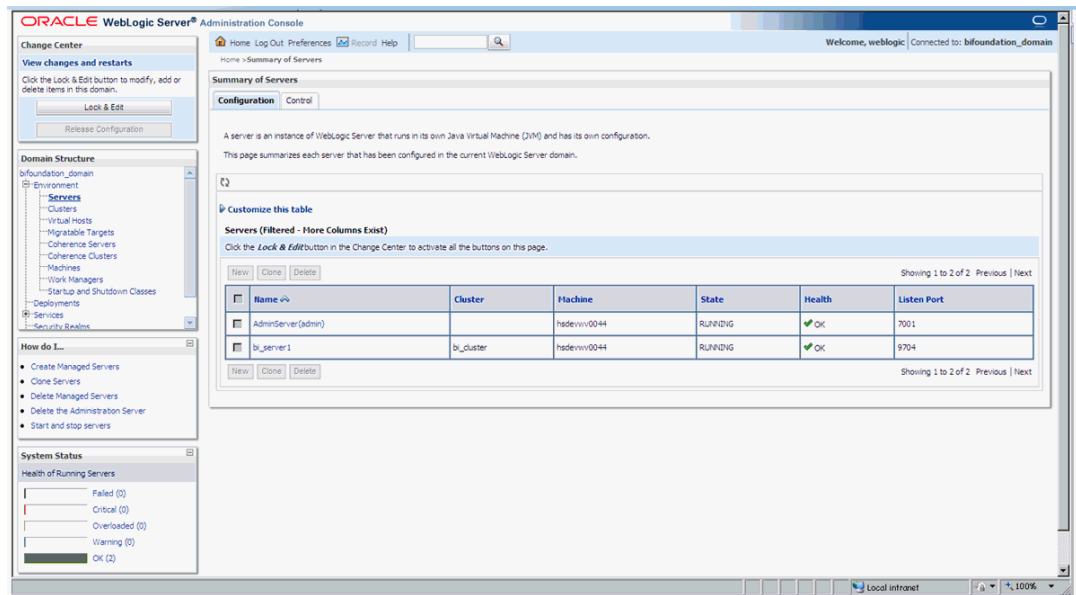 ORACLE WebLogic Server® Administration Console
Change Center
View changes and restarts
Click the Lock & Edit button to modify, add or
delete items in this domain.
Lock & Edit
Release Configuration
Domain Structure
bifoundation_domain
Environment
Servers
Clusters
Virtual Hosts
Migratable Targets
Coherence Servers
Coherence Clusters
Machines
Work Managers
Startup and Shutdown Classes
Deployments
Services
Security Realms
How do I...
Create Managed Servers
Clone Servers
Delete Managed Servers
Delete the Administration Server
Start and stop servers
System Status
Health of Running Servers
Failed (0)
Critical (0)
Overloaded (0)
Warning (0)
OK (2)
Home Log Out Preferences Record Help
Welcome, weblogic Connected to: bifoundation_domain
Home >Summary of Servers
Summary of Servers
Configuration Control
A server is an instance of WebLogic Server that runs in its own Java Virtual Machine (JVM) and has its own configuration.
This page summarizes each server that has been configured in the current WebLogic Server domain.
Customize this table
Servers (Filtered - More Columns Exist)
Click the Lock & Edit button in the Change Center to activate all the buttons on this page.
New Clone Delete Showing 1 to 2 of 2 Previous | Next
Name Cluster Machine State Health Listen Port
AdminServer(admin) hsdevwv0044 RUNNING OK 7001
bi_server1 bi_cluster hsdevwv0044 RUNNING OK 9704
New Clone Delete Showing 1 to 2 of 2 Previous | Next
Local intranet 100%